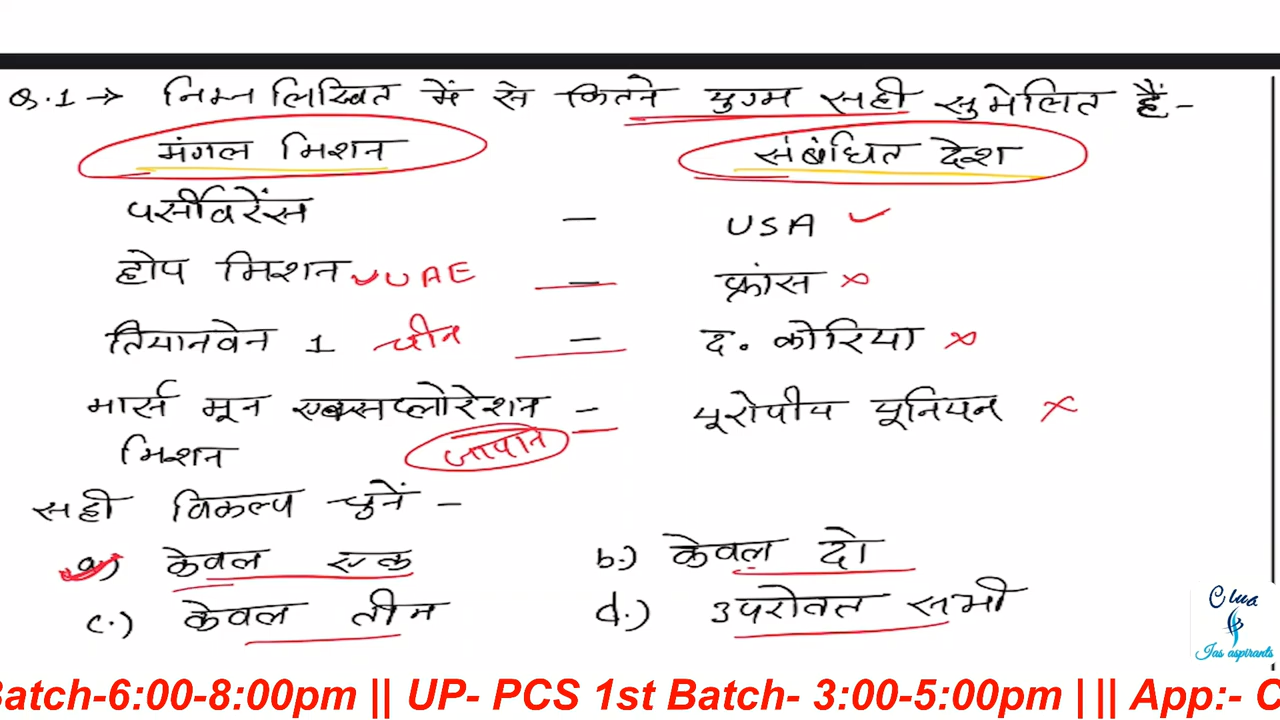 Q.1 → निम्नलिखित में से कितने युग्म सही सुमेलित हैं:-
मंगल मिशन संबंधित देश
पर्सीवरेंस — USA ✓
होप मिशन ✓ UAE — फ्रांस ×
तियानवेन 1 चीन — द. कोरिया ×
मार्स मून एक्सप्लोरेशन — यूरोपीय यूनियन ×
मिशन जापान
सही विकल्प चुनें —
a.) केवल एक b.) केवल दो
c.) केवल तीन d.) उपरोक्त सभी
Clue
Ias aspirants
Batch-6:00-8:00pm || UP- PCS 1st Batch- 3:00-5:00pm | || App:- C